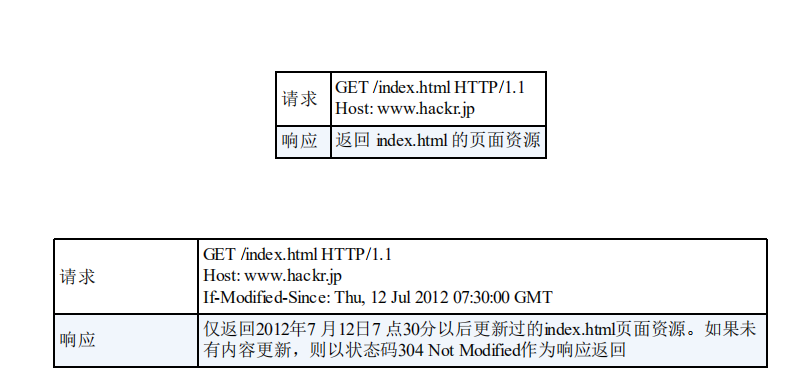 请求
GET /index.html HTTP/1.1
Host: www.hackr.jp
响应
返回 index.html 的页面资源
请求
GET /index.html HTTP/1.1
Host: www.hackr.jp
If-Modified-Since: Thu, 12 Jul 2012 07:30:00 GMT
响应
仅返回2012年7 月12日7 点30分以后更新过的index.html页面资源。如果未
有内容更新，则以状态码304 Not Modified作为响应返回